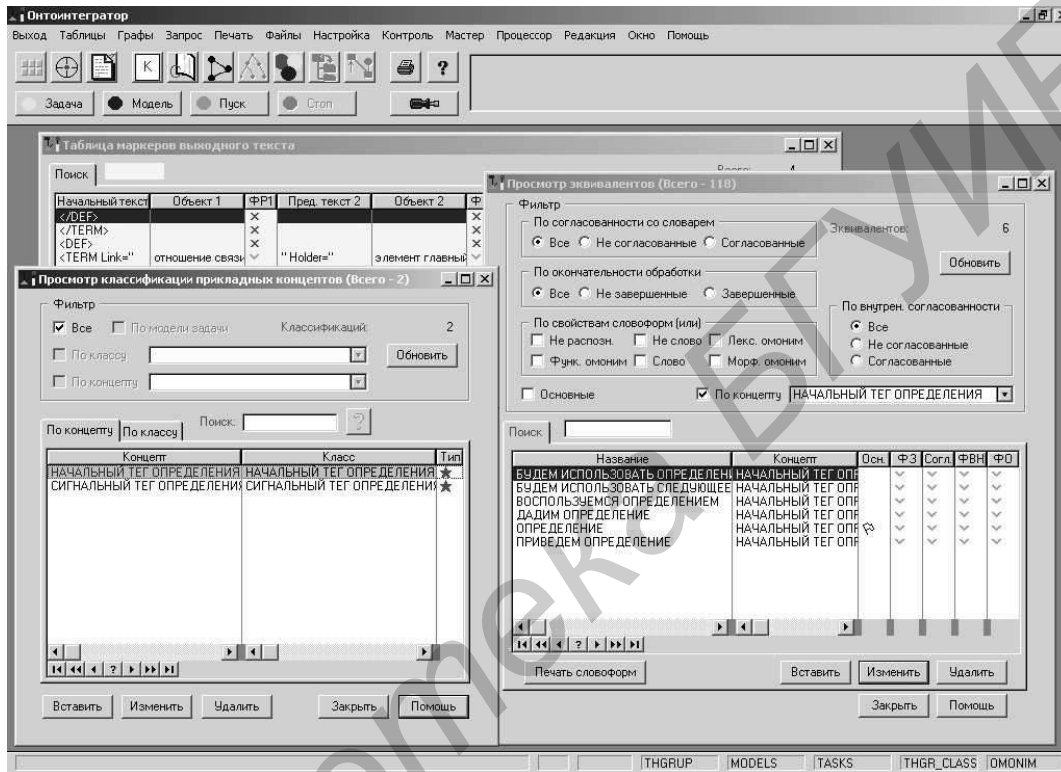 Онтоинтегратор
Выход Таблицы Графы Запрос Печать Файлы Настройка Контроль Мастер Процессор Редакция Окно Помощь
K ?
Задача Модель Пуск Стоп
Таблица маркеров выходного текста
Поиск
Всего: 4
Начальный текст Объект 1 ФР1 Пред. текст 2 Объект 2 Ф
</DEF>
</TERM>
<DEF>
<TERM Link=" отношение связи " Holder=" элемент главный
Просмотр классификации прикладных концептов (Всего - 2)
Фильтр
Все По модели задачи Классификаций: 2
По классу Обновить
По концепту
По концепту По классу Поиск: ?
Концепт Класс Тип
НАЧАЛЬНЫЙ ТЕГ ОПРЕДЕЛЕНИЯ НАЧАЛЬНЫЙ ТЕГ ОПРЕДЕЛЕНИЯ
СИГНАЛЬНЫЙ ТЕГ ОПРЕДЕЛЕНИЯ СИГНАЛЬНЫЙ ТЕГ ОПРЕДЕЛЕНИЯ
?
Вставить Изменить Удалить Закрыть Помощь
Просмотр эквивалентов (Всего - 118)
Фильтр
По согласованности со словарем
Все Не согласованные Согласованные
Эквивалентов: 6
Обновить
По окончательности обработки
Все Не завершенные Завершенные
По внутрен. согласованности
Все
Не согласованные
Согласованные
По свойствам словоформ (или)
Не распозн. Не слово Лекс. омоним
Функ. омоним Слово Морф. омоним
Основные По концепту НАЧАЛЬНЫЙ ТЕГ ОПРЕДЕЛЕНИЯ
Поиск
Название Концепт Осн. ФЗ Согл. ФВН ФО
БУДЕМ ИСПОЛЬЗОВАТЬ ОПРЕДЕЛЕНИ НАЧАЛЬНЫЙ ТЕГ ОПР
БУДЕМ ИСПОЛЬЗОВАТЬ СЛЕДУЮЩЕЕ НАЧАЛЬНЫЙ ТЕГ ОПР
ВОСПОЛЬЗУЕМСЯ ОПРЕДЕЛЕНИЕМ НАЧАЛЬНЫЙ ТЕГ ОПР
ДАДИМ ОПРЕДЕЛЕНИЕ НАЧАЛЬНЫЙ ТЕГ ОПР
ОПРЕДЕЛЕНИЕ НАЧАЛЬНЫЙ ТЕГ ОПР
ПРИВЕДЕМ ОПРЕДЕЛЕНИЕ НАЧАЛЬНЫЙ ТЕГ ОПР
?
Печать словоформ Вставить Изменить Удалить
Закрыть Помощь
THGRUP MODELS TASKS THGR_CLASS OMONIM